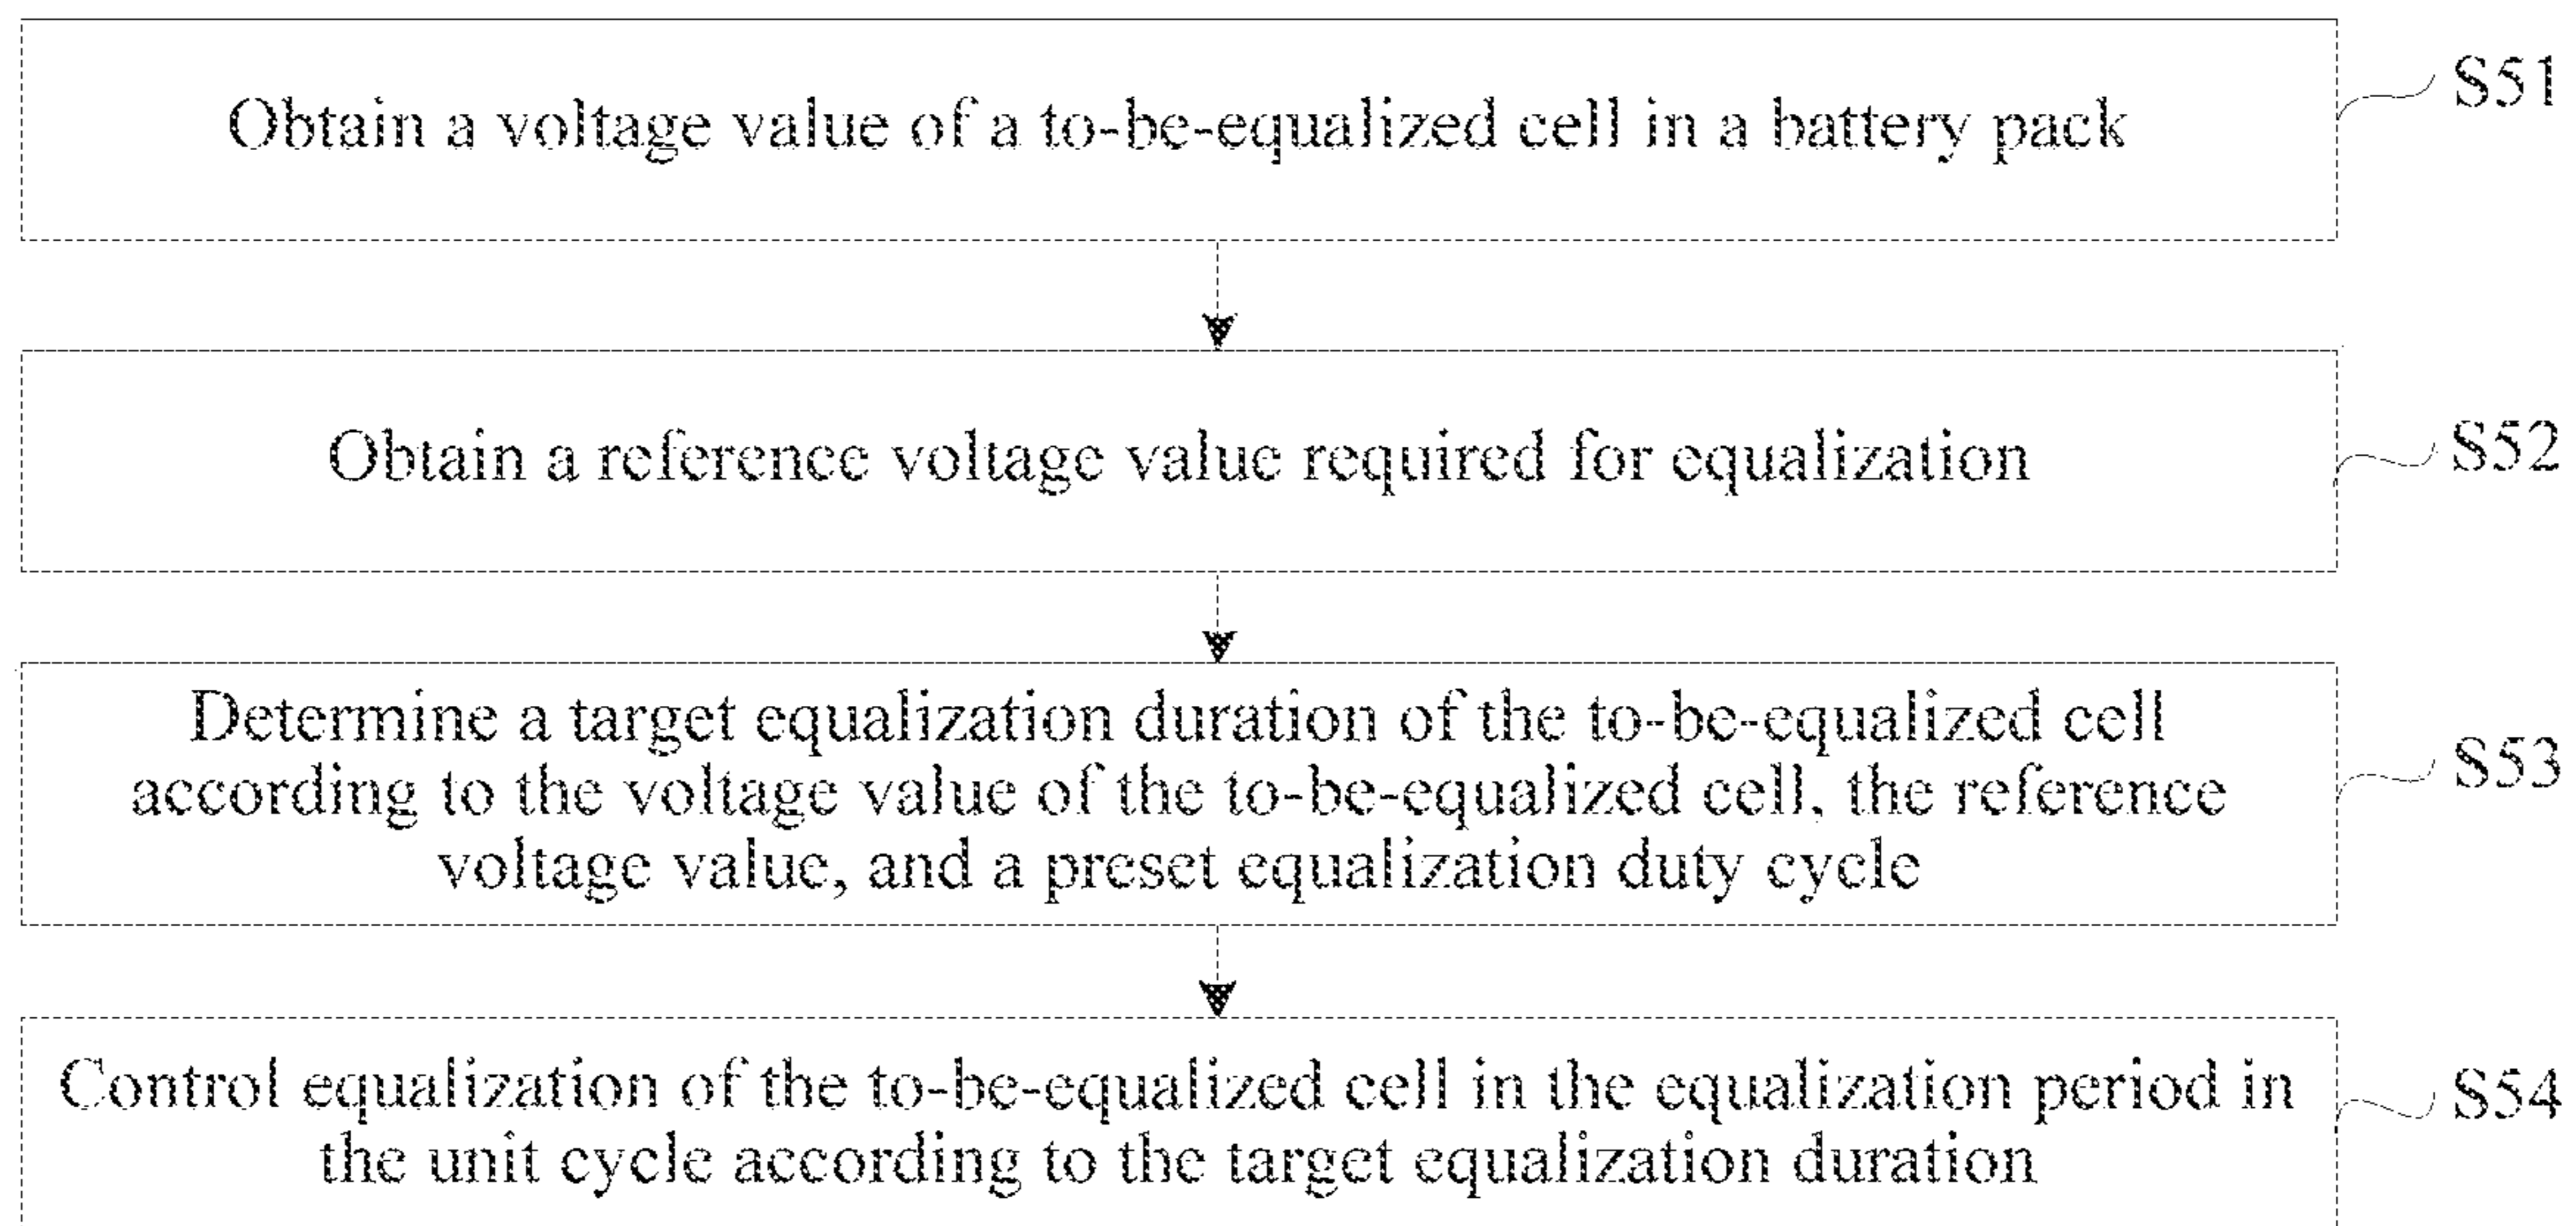 Obtain a voltage value of a to-be-equalized cell in a battery pack
S51
Obtain a reference voltage value required for equalization
S52
Determine a target equalization duration of the to-be-equalized cell
according to the voltage value of the to-be-equalized cell, the reference
voltage value, and a preset equalization duty cycle
S53
Control equalization of the to-be-equalized cell in the equalization period in
the unit cycle according to the target equalization duration
S54